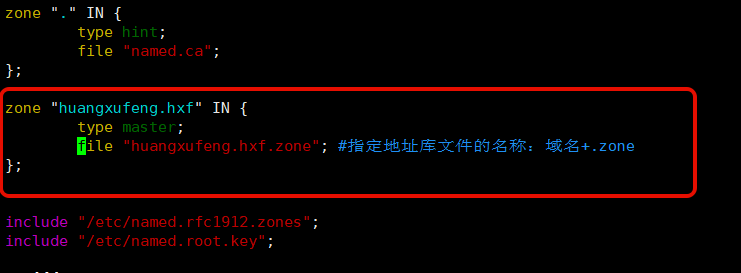 zone "." IN {
type hint;
file "named.ca";
};
zone "huangxufeng.hxf" IN {
type master;
file "huangxufeng.hxf.zone"; #指定地址库文件的名称：域名+.zone
};
include "/etc/named.rfc1912.zones";
include "/etc/named.root.key";